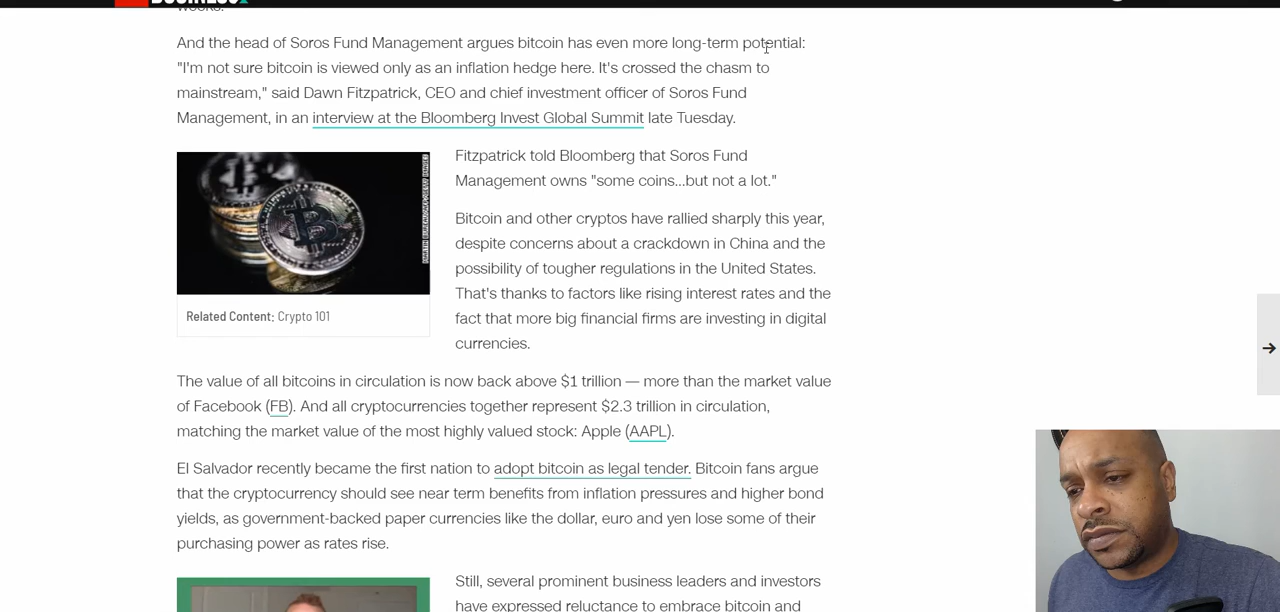 BUSINESS
weeks.
And the head of Soros Fund Management argues bitcoin has even more long-term potential:
"I'm not sure bitcoin is viewed only as an inflation hedge here. It's crossed the chasm to
mainstream," said Dawn Fitzpatrick, CEO and chief investment officer of Soros Fund
Management, in an interview at the Bloomberg Invest Global Summit late Tuesday.
Fitzpatrick told Bloomberg that Soros Fund
Management owns "some coins...but not a lot."
Bitcoin and other cryptos have rallied sharply this year,
despite concerns about a crackdown in China and the
possibility of tougher regulations in the United States.
That's thanks to factors like rising interest rates and the
fact that more big financial firms are investing in digital
currencies.
Related Content: Crypto 101
The value of all bitcoins in circulation is now back above $1 trillion — more than the market value
of Facebook (FB). And all cryptocurrencies together represent $2.3 trillion in circulation,
matching the market value of the most highly valued stock: Apple (AAPL).
El Salvador recently became the first nation to adopt bitcoin as legal tender. Bitcoin fans argue
that the cryptocurrency should see near term benefits from inflation pressures and higher bond
yields, as government-backed paper currencies like the dollar, euro and yen lose some of their
purchasing power as rates rise.
Still, several prominent business leaders and investors
have expressed reluctance to embrace bitcoin and